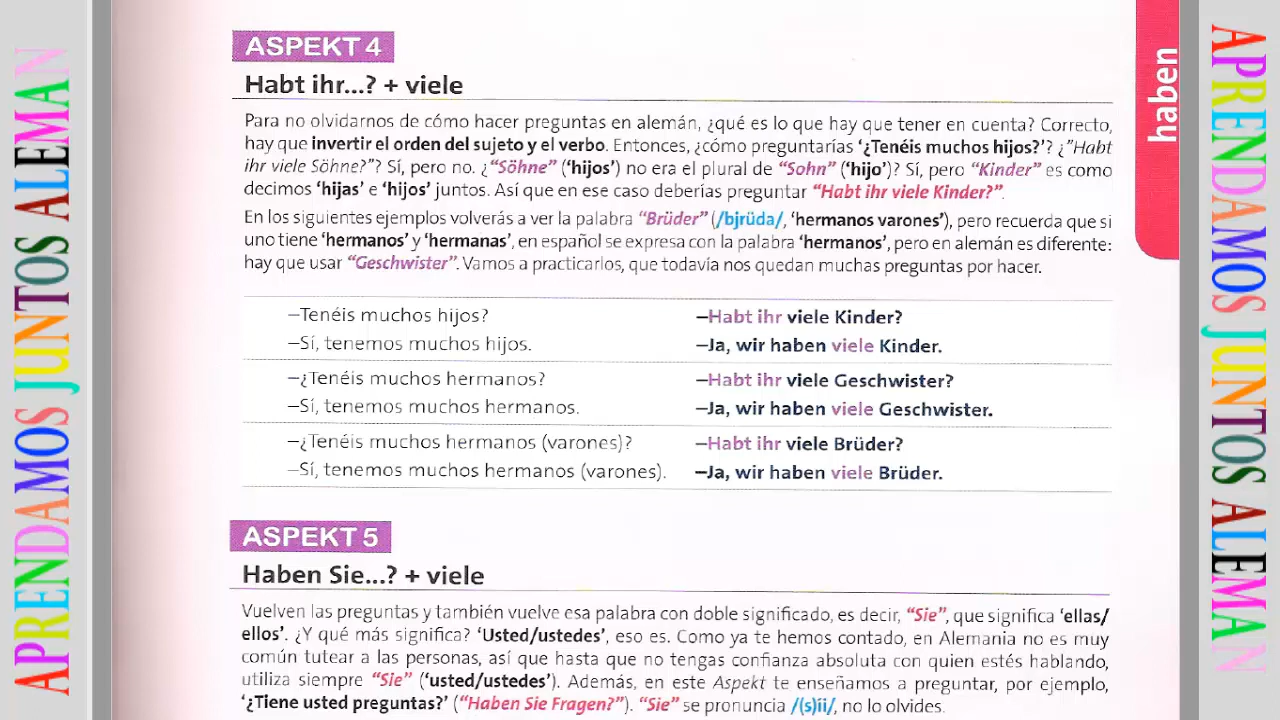 APRENDAMOS JUNTOS ALEMAN
ASPEKT 4
Habt ihr...? + viele
Para no olvidarnos de cómo hacer preguntas en alemán, ¿qué es lo que hay que tener en cuenta? Correcto,
hay que invertir el orden del sujeto y el verbo. Entonces, ¿cómo preguntarías ‘¿Tenéis muchos hijos?’? ¿”Habt
ihr viele Söhne?”? Sí, pero no. ¿“Söhne” (‘hijos’) no era el plural de “Sohn” (‘hijo’)? Sí, pero “Kinder” es como
decimos ‘hijas’ e ‘hijos’ juntos. Así que en ese caso deberías preguntar “Habt ihr viele Kinder?”.
En los siguientes ejemplos volverás a ver la palabra “Brüder” (/bjrüda/, ‘hermanos varones’), pero recuerda que si
uno tiene ‘hermanos’ y ‘hermanas’, en español se expresa con la palabra ‘hermanos’, pero en alemán es diferente:
hay que usar “Geschwister”. Vamos a practicarlos, que todavía nos quedan muchas preguntas por hacer.
–Tenéis muchos hijos? –Habt ihr viele Kinder?
–Sí, tenemos muchos hijos. –Ja, wir haben viele Kinder.
–¿Tenéis muchos hermanos? –Habt ihr viele Geschwister?
–Sí, tenemos muchos hermanos. –Ja, wir haben viele Geschwister.
–¿Tenéis muchos hermanos (varones)? –Habt ihr viele Brüder?
–Sí, tenemos muchos hermanos (varones). –Ja, wir haben viele Brüder.
ASPEKT 5
Haben Sie...? + viele
Vuelven las preguntas y también vuelve esa palabra con doble significado, es decir, “Sie”, que significa ‘ellas/
ellos’. ¿Y qué más significa? ‘Usted/ustedes’, eso es. Como ya te hemos contado, en Alemania no es muy
común tutear a las personas, así que hasta que no tengas confianza absoluta con quien estés hablando,
utiliza siempre “Sie” (‘usted/ustedes’). Además, en este Aspekt te enseñamos a preguntar, por ejemplo,
‘¿Tiene usted preguntas?’ (“Haben Sie Fragen?”). “Sie” se pronuncia /(s)ii/, no lo olvides.
haben
APRENDAMOS JUNTOS ALEMAN